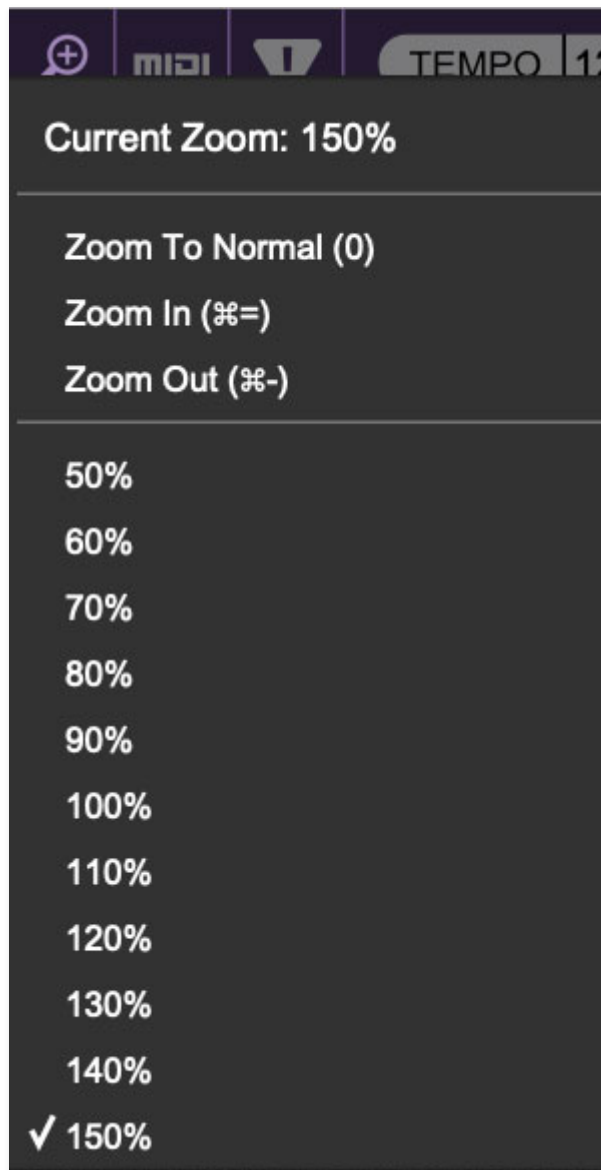 MIDI ! TEMPO 12
Current Zoom: 150%
Zoom To Normal (0)
Zoom In (⌘=)
Zoom Out (⌘-)
50%
60%
70%
80%
90%
100%
110%
120%
130%
140%
✓ 150%